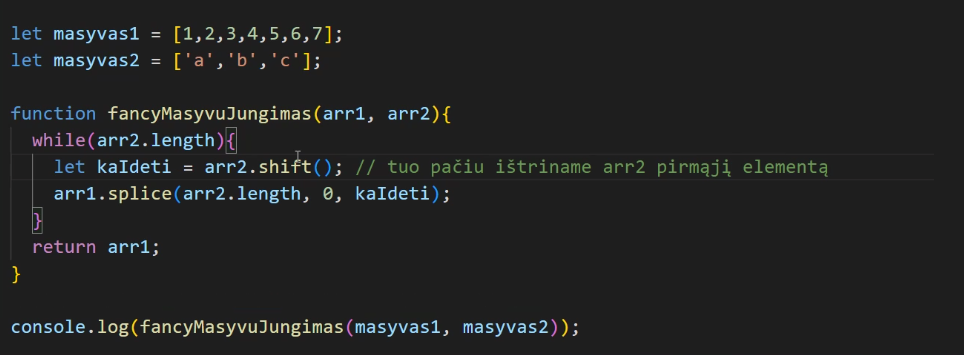 let masyvas1 = [1,2,3,4,5,6,7];
let masyvas2 = ['a','b','c'];
function fancyMasyvuJungimas(arr1, arr2){
while(arr2.length){
let kaIdeti = arr2.shift(); // tuo pačiu ištriname arr2 pirmąjį elementą
arr1.splice(arr2.length, 0, kaIdeti);
}
return arr1;
}
console.log(fancyMasyvuJungimas(masyvas1, masyvas2));